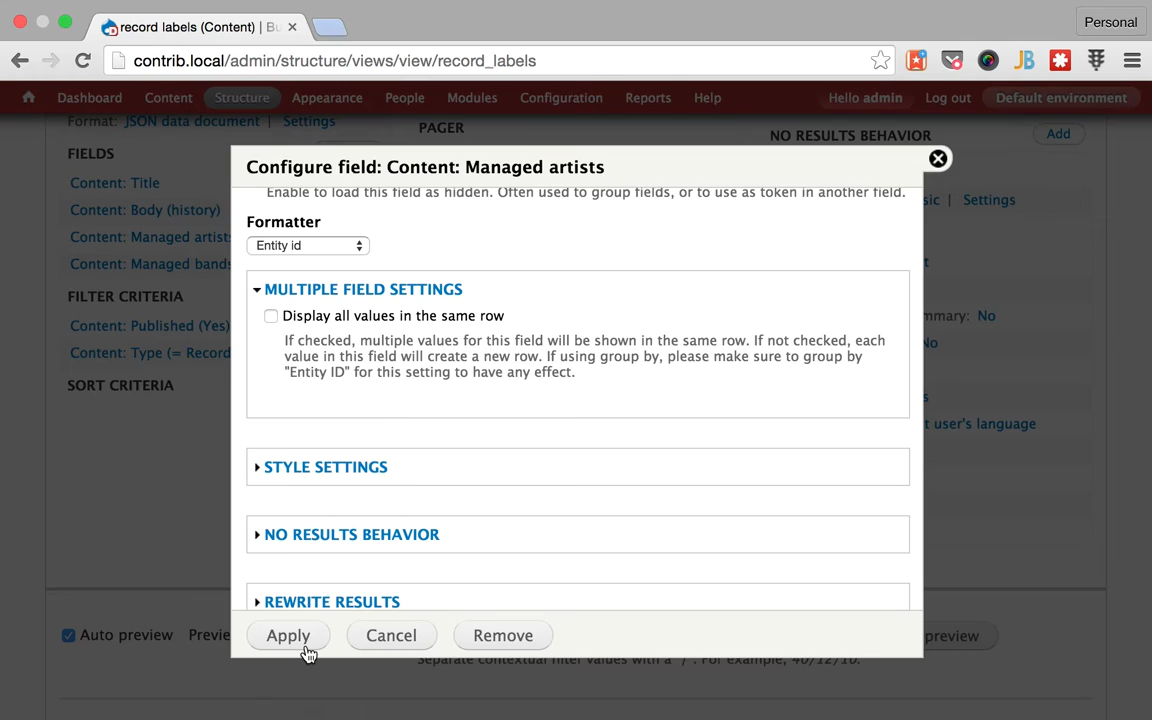 record labels (Content) | Bu
Personal
contrib.local/admin/structure/views/view/record_labels
JB
Dashboard Content Structure Appearance People Modules Configuration Reports Help Hello admin Log out Default environment
Format: JSON data document | Settings
PAGER
NO RESULTS BEHAVIOR Add
FIELDS
Content: Title
Content: Body (history)
Content: Managed artists
Content: Managed bands
FILTER CRITERIA
Content: Published (Yes)
Content: Type (= Record
SORT CRITERIA
Configure field: Content: Managed artists
Enable to load this field as hidden. Often used to group fields, or to use as token in another field.
Formatter
Entity id
MULTIPLE FIELD SETTINGS
Display all values in the same row
If checked, multiple values for this field will be shown in the same row. If not checked, each
value in this field will create a new row. If using group by, please make sure to group by
"Entity ID" for this setting to have any effect.
STYLE SETTINGS
NO RESULTS BEHAVIOR
REWRITE RESULTS
Apply Cancel Remove
sic | Settings
mmary: No
No
t user's language
Auto preview Previe
preview
Separate contextual filter values with a "/". For example, 40/12/10.